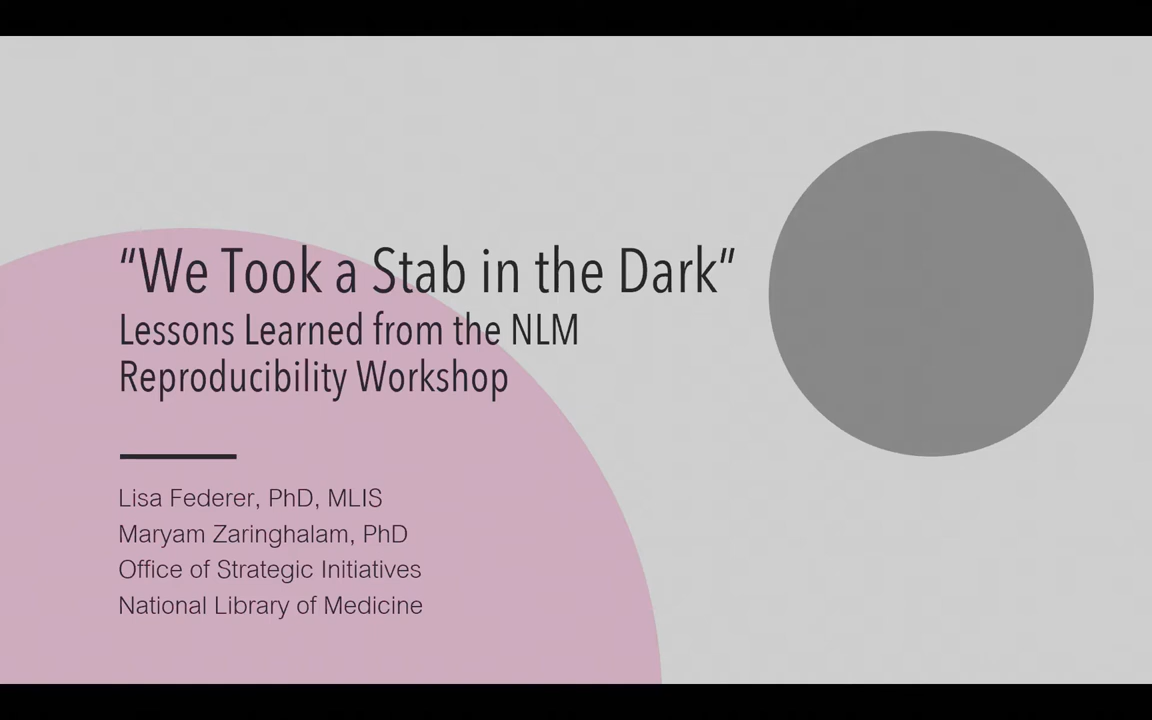 “We Took a Stab in the Dark”
Lessons Learned from the NLM
Reproducibility Workshop
Lisa Federer, PhD, MLIS
Maryam Zaringhalam, PhD
Office of Strategic Initiatives
National Library of Medicine